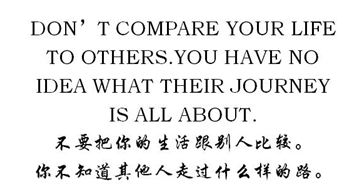 DON’T COMPARE YOUR LIFE
TO OTHERS.YOU HAVE NO
IDEA WHAT THEIR JOURNEY
IS ALL ABOUT.
不要把你的生活跟别人比较。
你不知道其他人走过什么样的路。